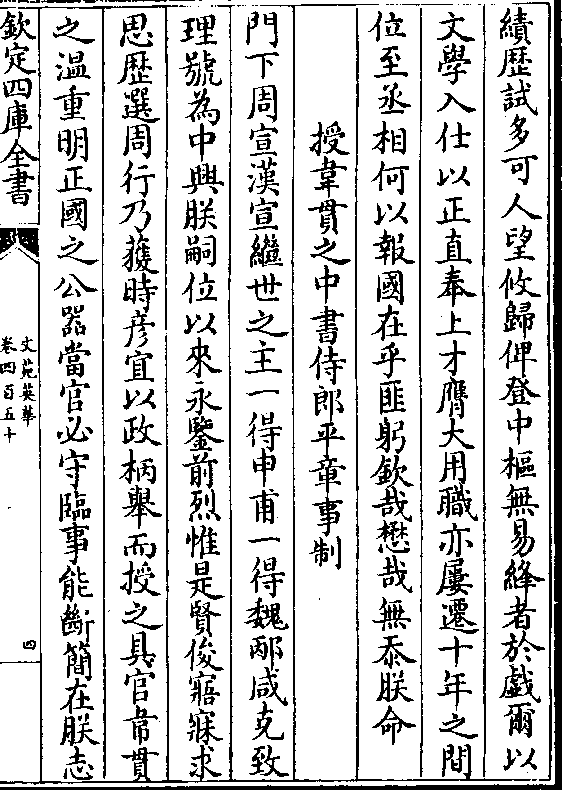 績歴試多可人望攸歸俾登中樞無易絳者於戱爾以
文學入仕以正直奉上才膺大用職亦屢遷十年之間
位至丞相何以報國在乎匪躬欽哉懋哉無忝朕命
授韋貫之中書侍郎平章事制
門下周宣漢宣繼世之主一得申甫一得魏邴咸克致
理號為中興朕嗣位以來永鑒前烈惟是賢俊寤寐求
思歴選周行乃獲時彦宜以政柄舉而授之具官韋貫
之温重明正國之公器當官必守臨事能斷簡在朕志
欽定四庫全書
文苑英華
卷四百五十
四